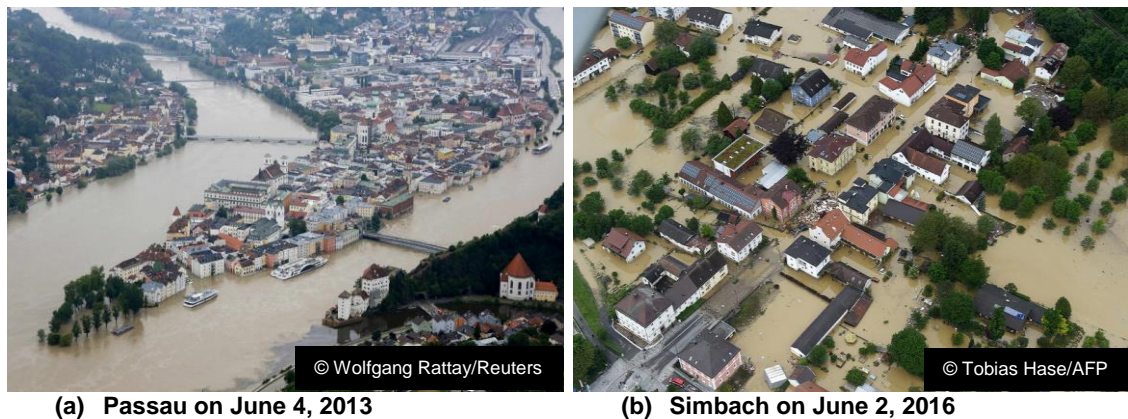 © Wolfgang Rattay/Reuters
© Tobias Hase/AFP
(a) Passau on June 4, 2013
(b) Simbach on June 2, 2016